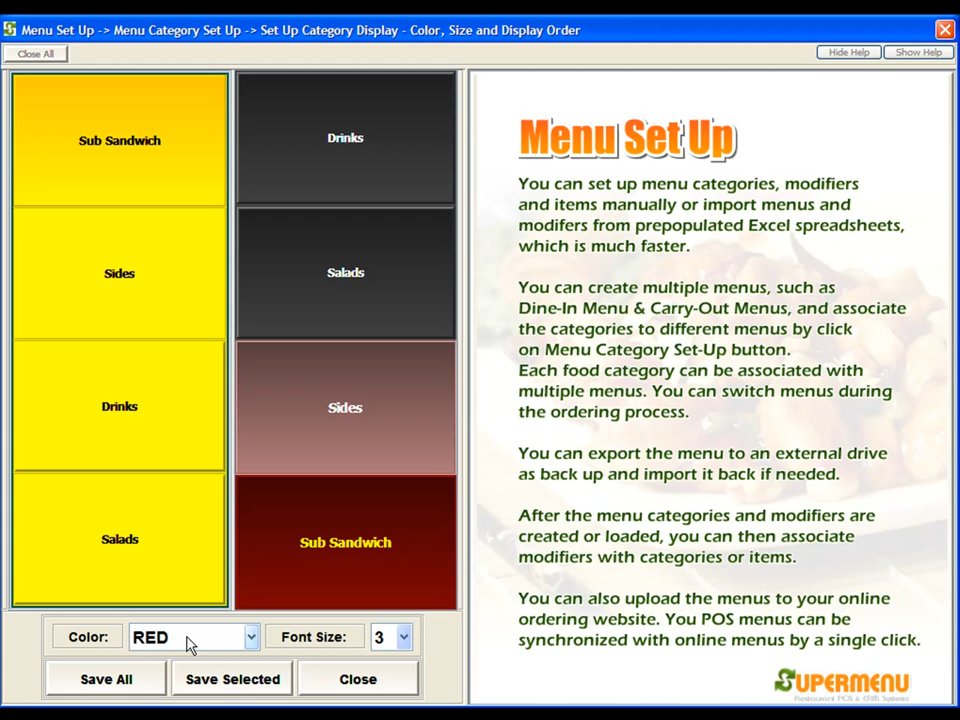 Menu Set Up -> Menu Category Set Up -> Set Up Category Display - Color, Size and Display Order
Close All
Hide Help
Show Help
Sub Sandwich
Drinks
Sides
Salads
Drinks
Sides
Salads
Sub Sandwich
Color:
RED
Font Size:
3
Save All
Save Selected
Close
Menu Set Up
You can set up menu categories, modifiers
and items manually or import menus and
modifers from prepopulated Excel spreadsheets,
which is much faster.
You can create multiple menus, such as
Dine-In Menu & Carry-Out Menus, and associate
the categories to different menus by click
on Menu Category Set-Up button.
Each food category can be associated with
multiple menus. You can switch menus during
the ordering process.
You can export the menu to an external drive
as back up and import it back if needed.
After the menu categories and modifiers are
created or loaded, you can then associate
modifiers with categories or items.
You can also upload the menus to your online
ordering website. You POS menus can be
synchronized with online menus by a single click.
SUPERMENU
Restaurant POS & CRM Systems